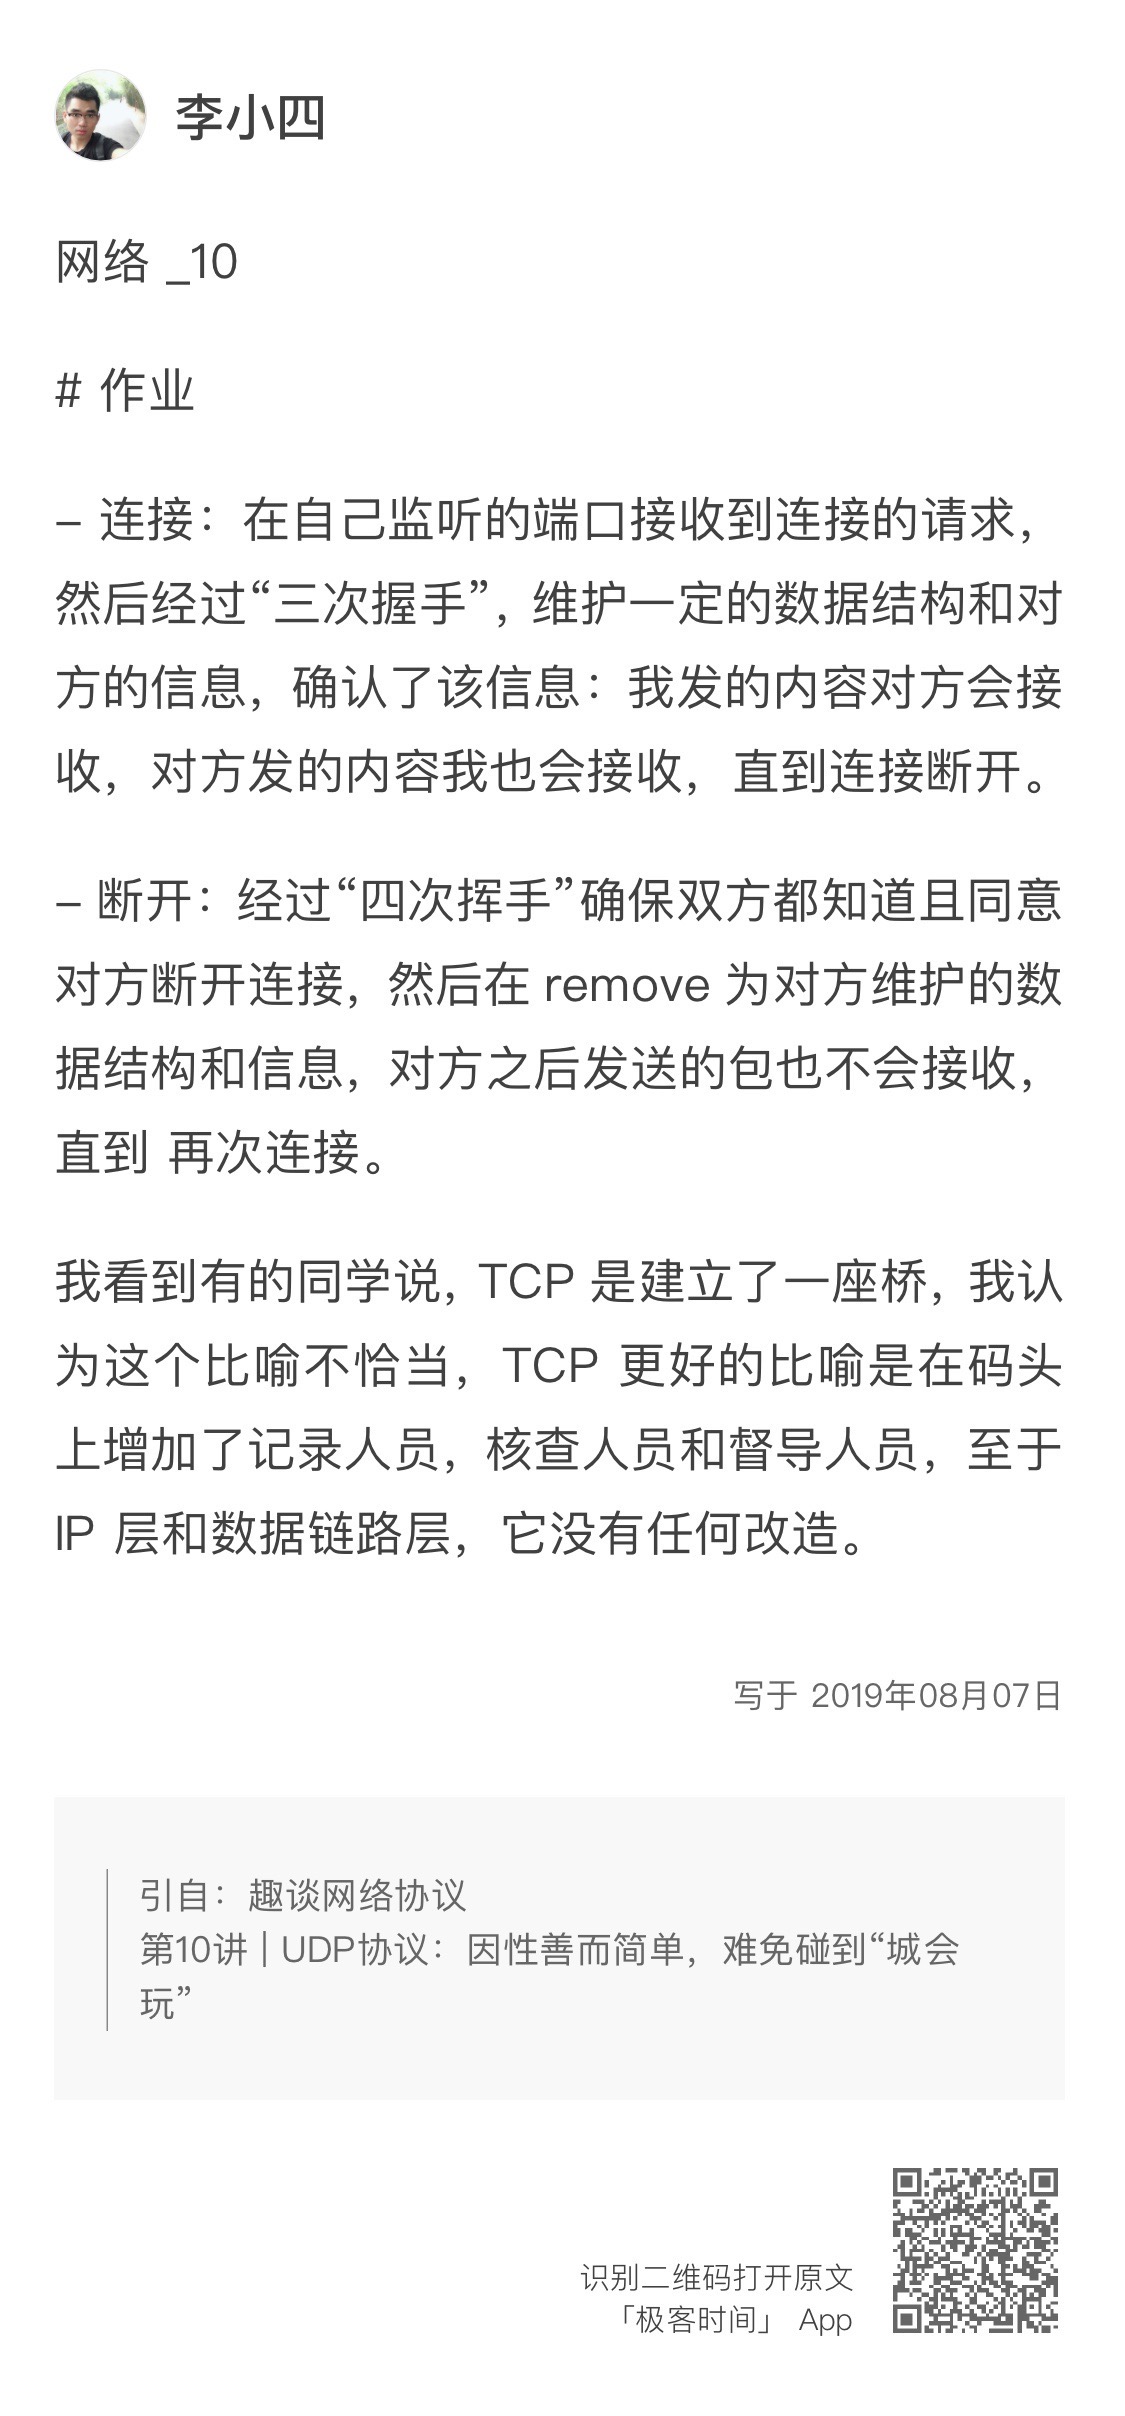 李小四
网络 _10
# 作业
- 连接：在自己监听的端口接收到连接的请求，
然后经过“三次握手”，维护一定的数据结构和对
方的信息，确认了该信息：我发的内容对方会接
收，对方发的内容我也会接收，直到连接断开。
- 断开：经过“四次挥手”确保双方都知道且同意
对方断开连接，然后在 remove 为对方维护的数
据结构和信息，对方之后发送的包也不会接收，
直到 再次连接。
我看到有的同学说，TCP 是建立了一座桥，我认
为这个比喻不恰当，TCP 更好的比喻是在码头
上增加了记录人员，核查人员和督导人员，至于
IP 层和数据链路层，它没有任何改造。
写于 2019年08月07日
引自：趣谈网络协议
第10讲 | UDP协议：因性善而简单，难免碰到“城会
玩”
识别二维码打开原文
「极客时间」 App